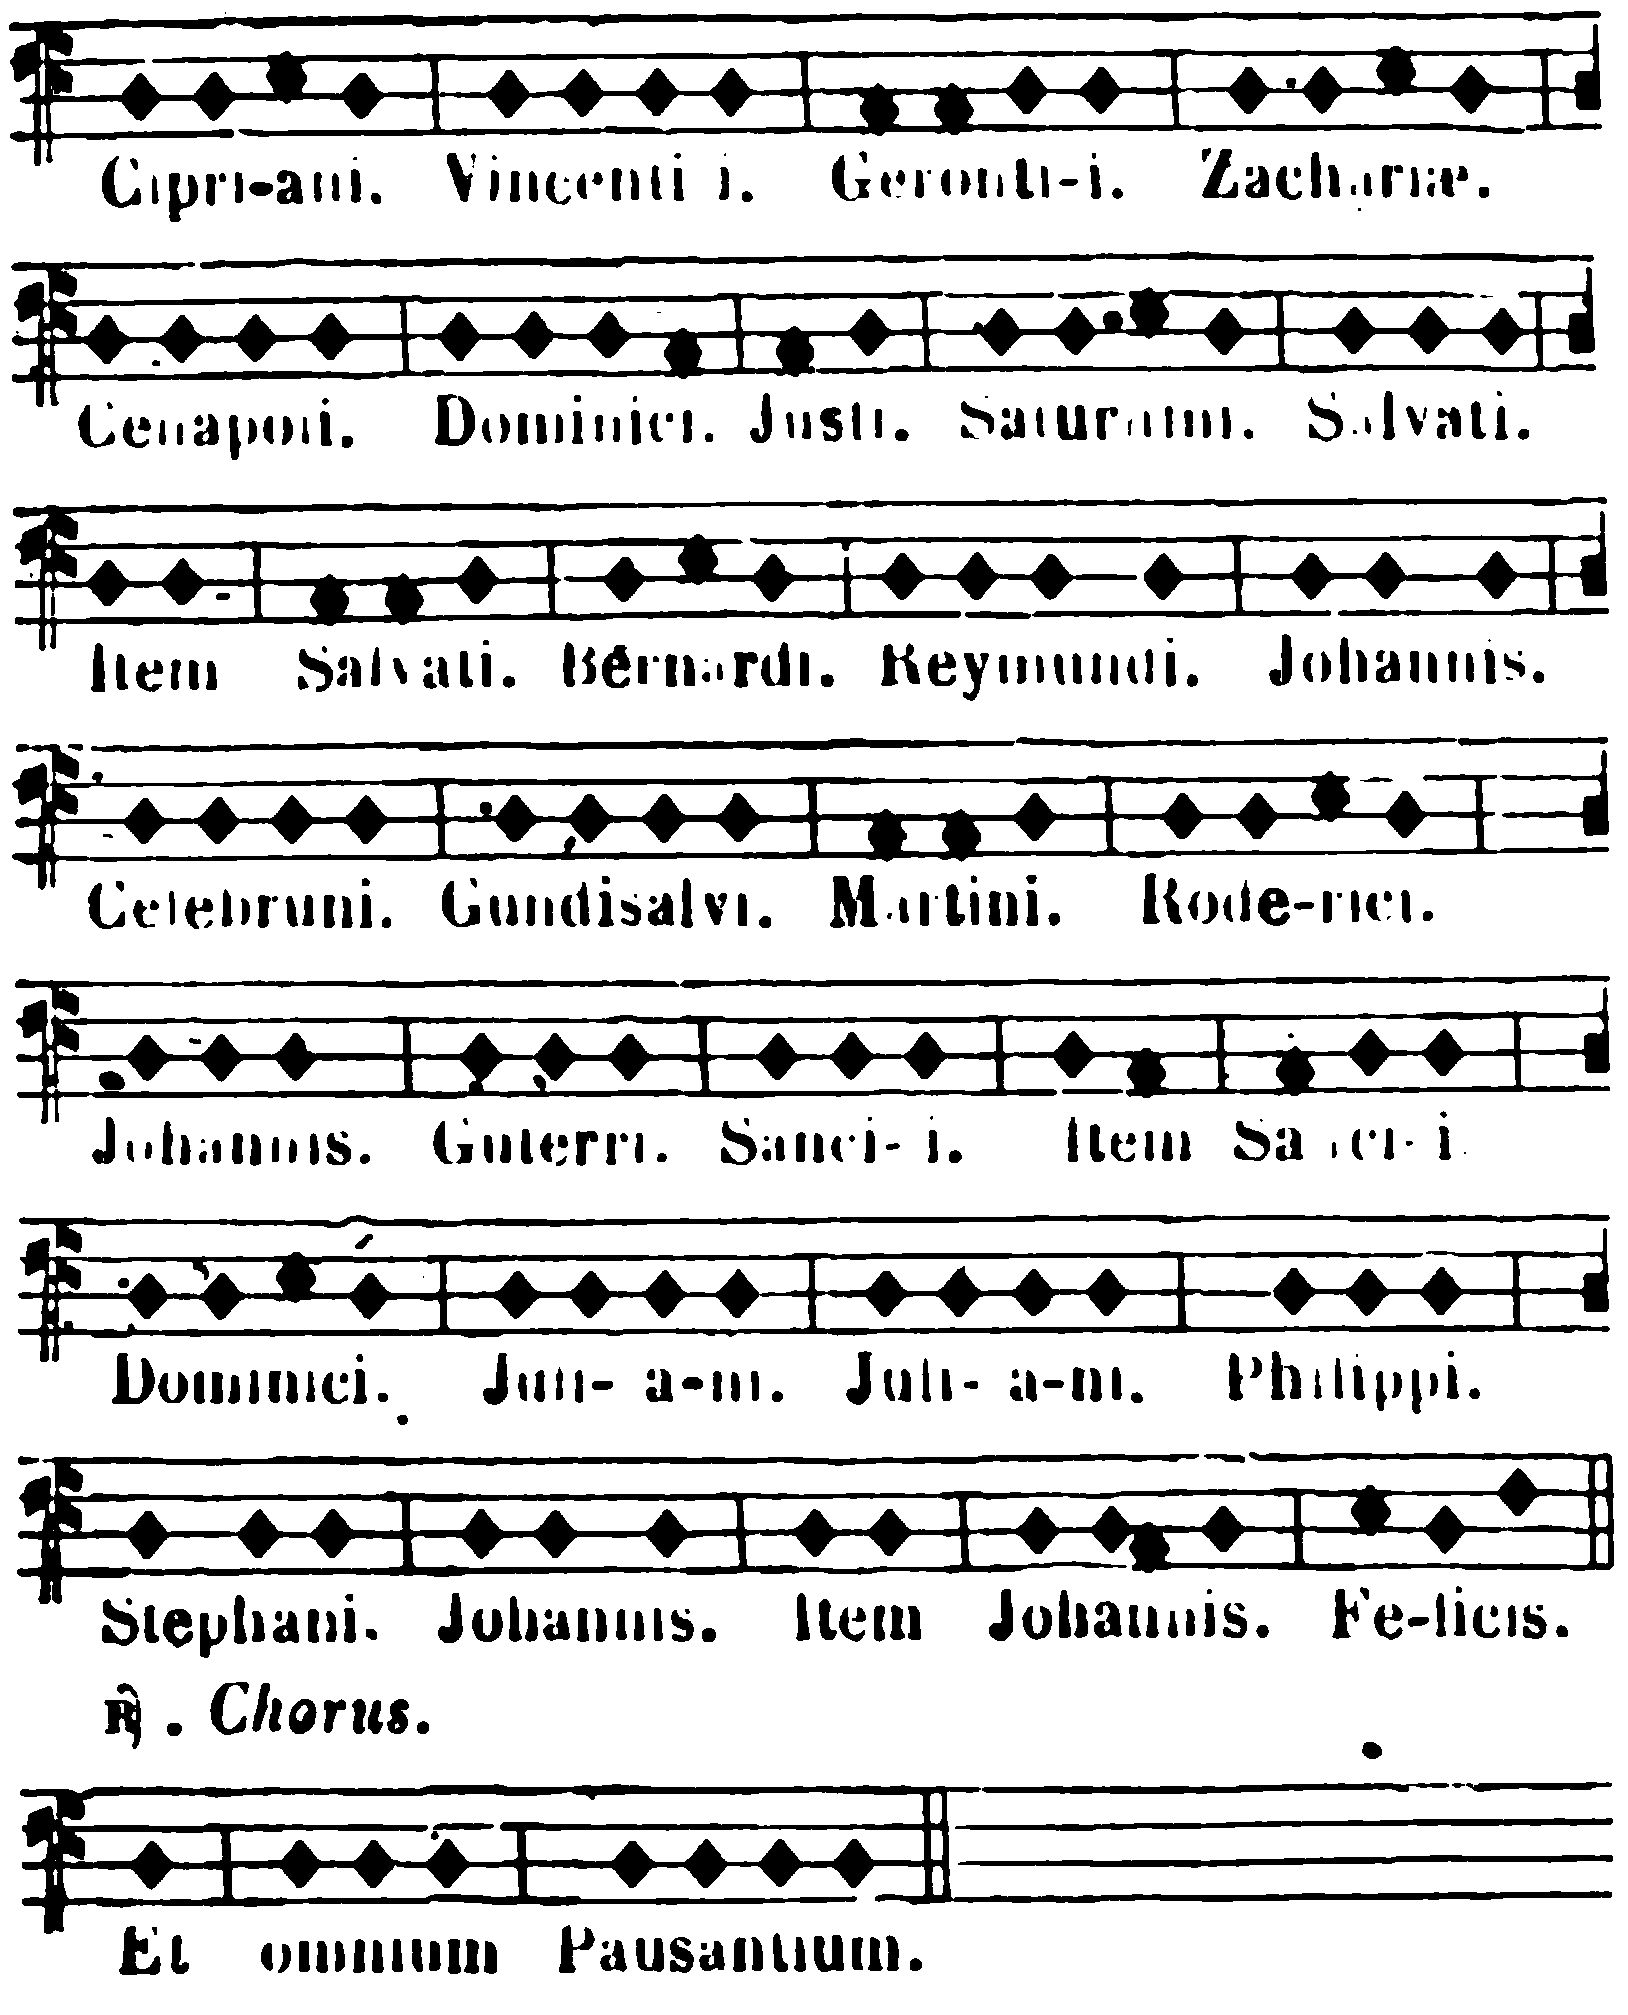 Cipri-ani. Vincenti i. Geronti-i. Zachariæ.
Cenapoli. Dominici. Justi. Saturnini. Salvati.
Item Salvati. Bernardi. Reymundi. Johannis.
Celebruni. Gundisalvi. Martini. Rode-rici.
Johannis. Guterri. Sanci- i. Item Sanci- i
Dominici. Juli- a-ni. Juli- a-ni. Philippi.
Stephani. Johannis. Item Johannis. Fe-licis.
℟. Chorus.
Et omnium Pausantium.